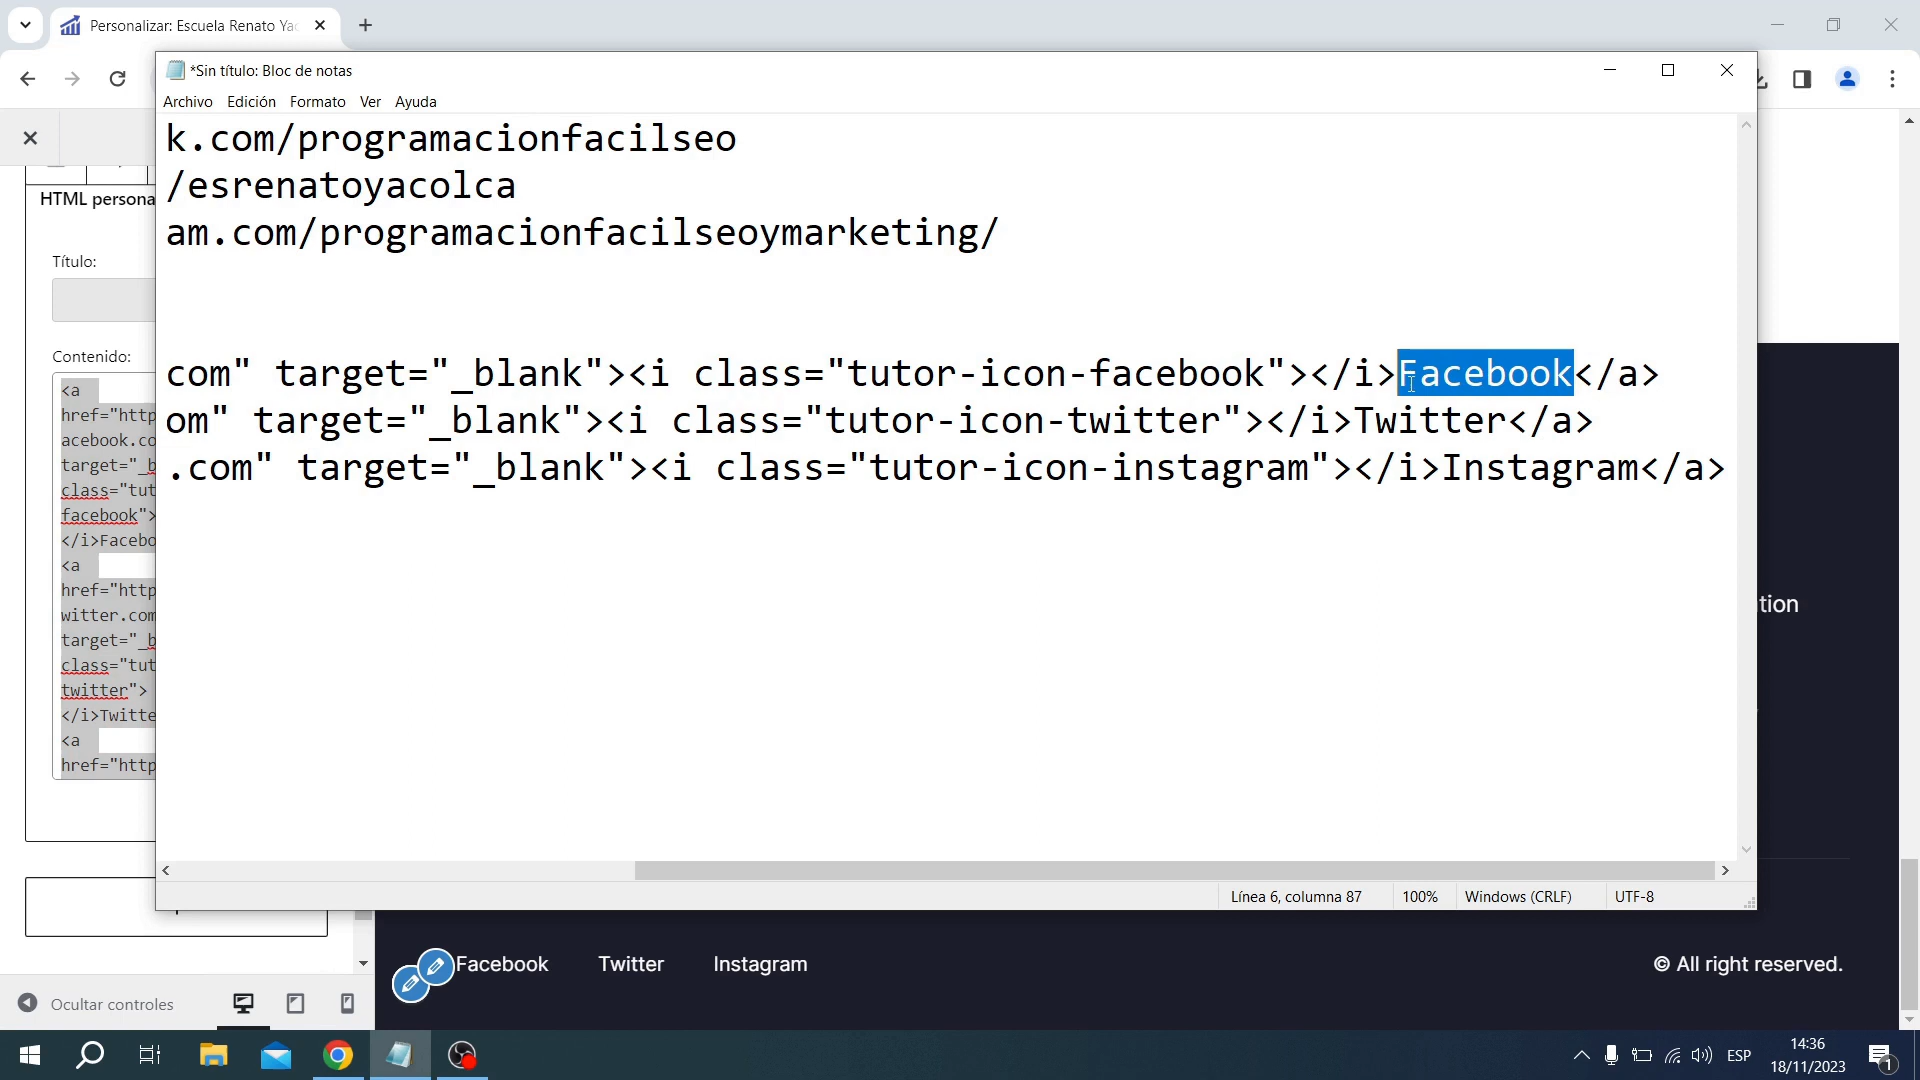 Personalizar: Escuela Renato Yac
*Sin título: Bloc de notas
Archivo Edición Formato Ver Ayuda
k.com/programacionfacilseo
/esrenatoyacolca
am.com/programacionfacilseoymarketing/
com" target="_blank"><i class="tutor-icon-facebook"></i>Facebook</a>
om" target="_blank"><i class="tutor-icon-twitter"></i>Twitter</a>
.com" target="_blank"><i class="tutor-icon-instagram"></i>Instagram</a>
Línea 6, columna 87 100% Windows (CRLF) UTF-8
HTML persona
Título:
Contenido:
<a
href="http
acebook.co
target="_b
class="tut
facebook">
</i>Facebo
<a
href="http
witter.com
target="_b
class="tut
twitter">
</i>Twitte
<a
href="http
Ocultar controles
tion
Facebook Twitter Instagram
© All right reserved.
ESP
14:36
18/11/2023
1